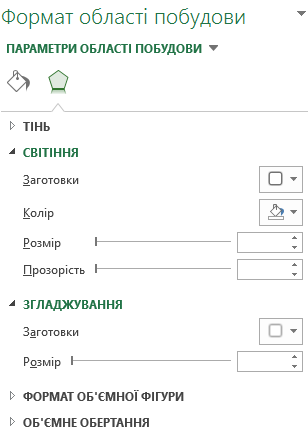 Формат області побудови
ПАРАМЕТРИ ОБЛАСТІ ПОБУДОВИ
ТІНЬ
СВІТІННЯ
Заготовки
Колір
Розмір
Прозорість
ЗГЛАДЖУВАННЯ
Заготовки
Розмір
ФОРМАТ ОБ'ЄМНОЇ ФІГУРИ
ОБ'ЄМНЕ ОБЕРТАННЯ